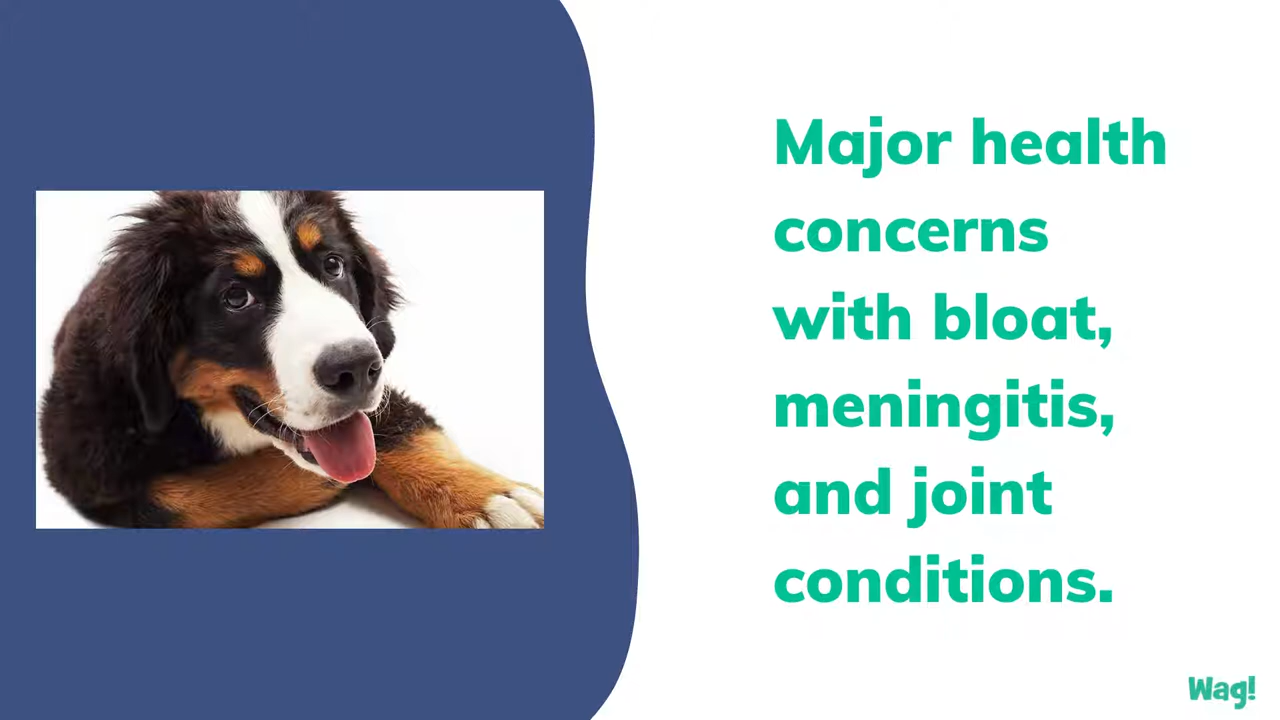 Major health
concerns
with bloat,
meningitis,
and joint
conditions.
Wag!